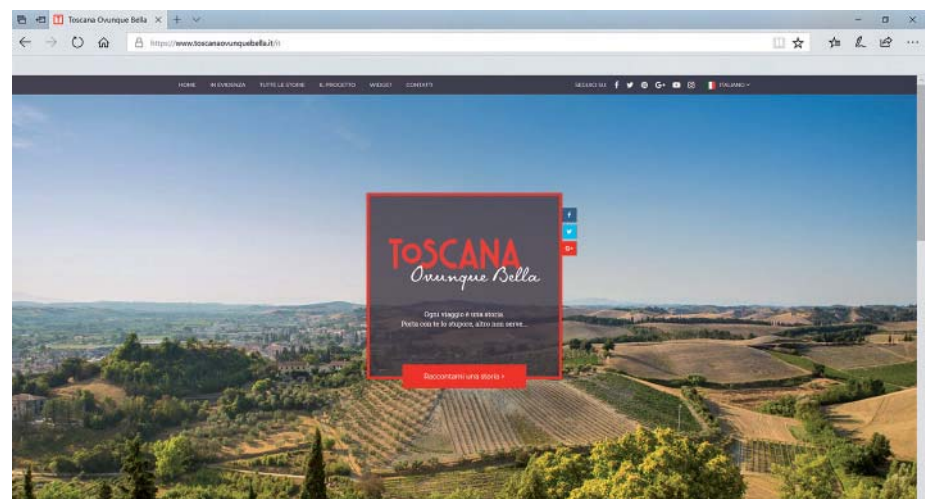 Toscana Ovunque Bella
https://www.toscanaovunquebella.it/it
HOME IN EVIDENZA TUTTE LE STORIE IL PROGETTO WIDGET CONTATTI SEGUICI SU G+ ITALIANO
TOSCANA
Ovunque Bella
Ogni viaggio è una storia
Porta con te lo stupore, altro non serve...
Raccontami una storia >